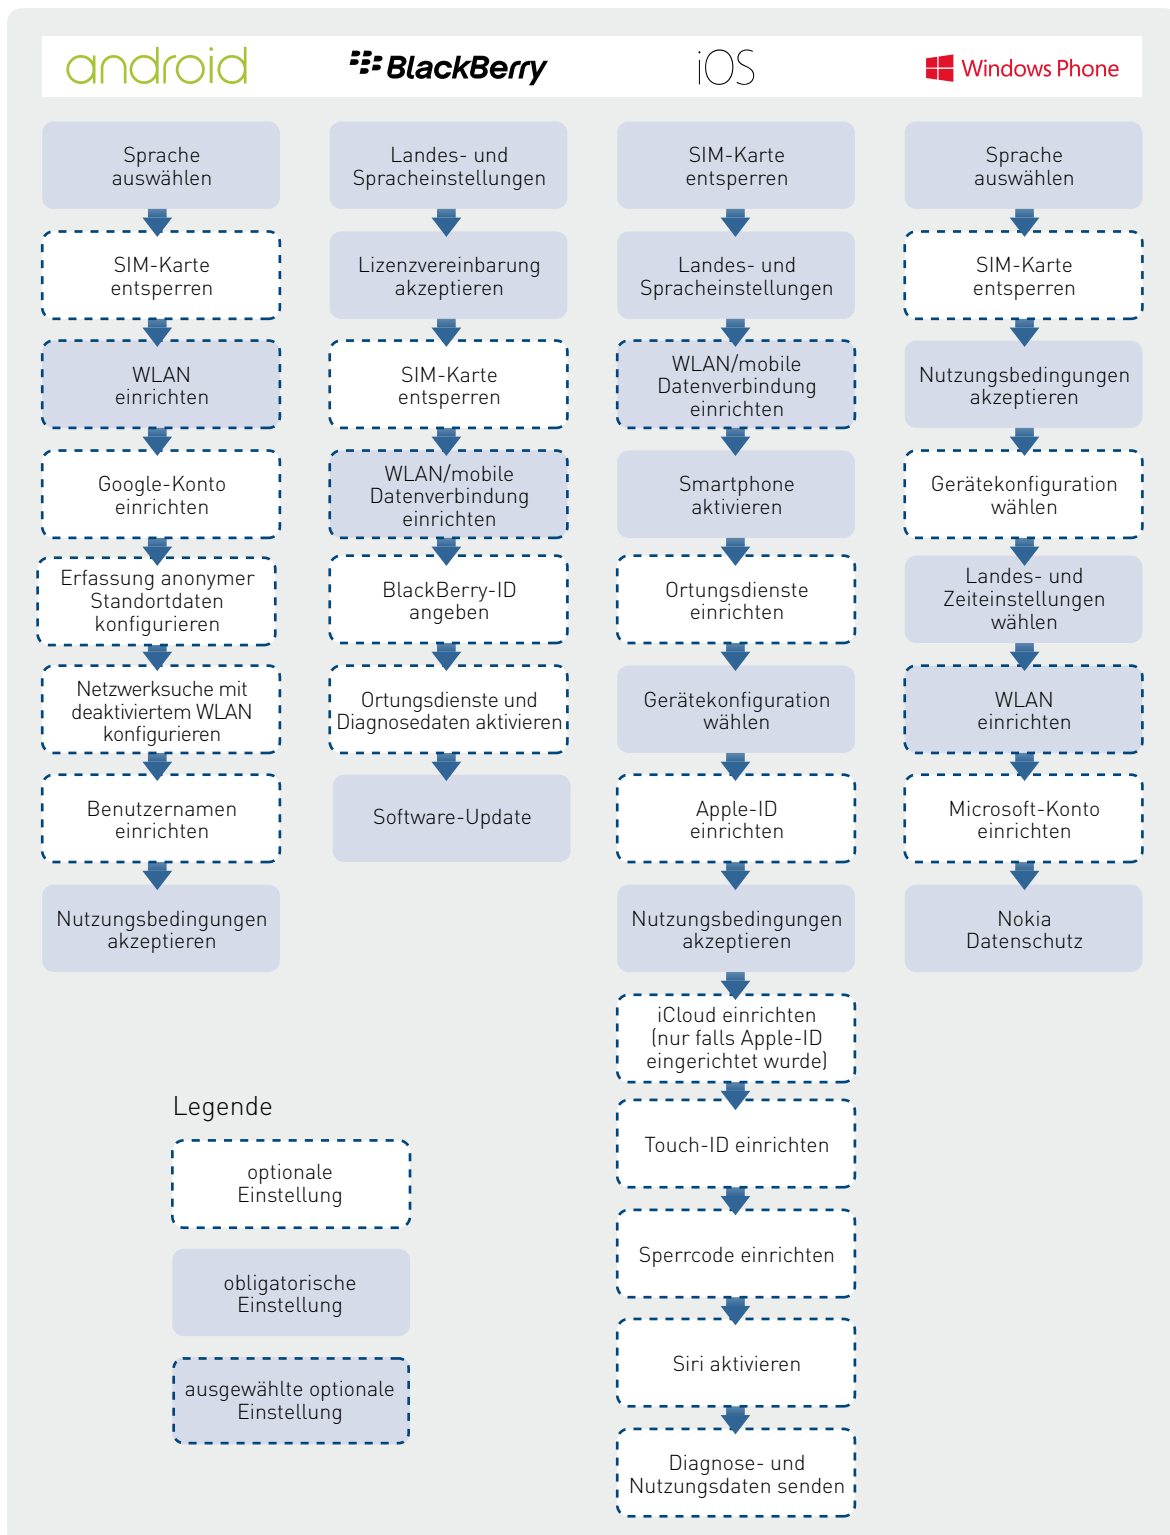 android
BlackBerry
iOS
Windows Phone
Sprache
auswählen
SIM-Karte
entsperren
WLAN
einrichten
Google-Konto
einrichten
Erfassung anonymer
Standortdaten
konfigurieren
Netzwerksuche mit
deaktiviertem WLAN
konfigurieren
Benutzernamen
einrichten
Nutzungsbedingungen
akzeptieren
Landes- und
Spracheinstellungen
Lizenzvereinbarung
akzeptieren
SIM-Karte
entsperren
WLAN/mobile
Datenverbindung
einrichten
BlackBerry-ID
angeben
Ortungsdienste und
Diagnosedaten aktivieren
Software-Update
SIM-Karte
entsperren
Landes- und
Spracheinstellungen
WLAN/mobile
Datenverbindung
einrichten
Smartphone
aktivieren
Ortungsdienste
einrichten
Gerätekonfiguration
wählen
Apple-ID
einrichten
Nutzungsbedingungen
akzeptieren
iCloud einrichten
(nur falls Apple-ID
eingerichtet wurde)
Touch-ID einrichten
Sperrcode einrichten
Siri aktivieren
Diagnose- und
Nutzungsdaten senden
Sprache
auswählen
SIM-Karte
entsperren
Nutzungsbedingungen
akzeptieren
Gerätekonfiguration
wählen
Landes- und
Zeiteinstellungen
wählen
WLAN
einrichten
Microsoft-Konto
einrichten
Nokia
Datenschutz
Legende
optionale
Einstellung
obligatorische
Einstellung
ausgewählte optionale
Einstellung